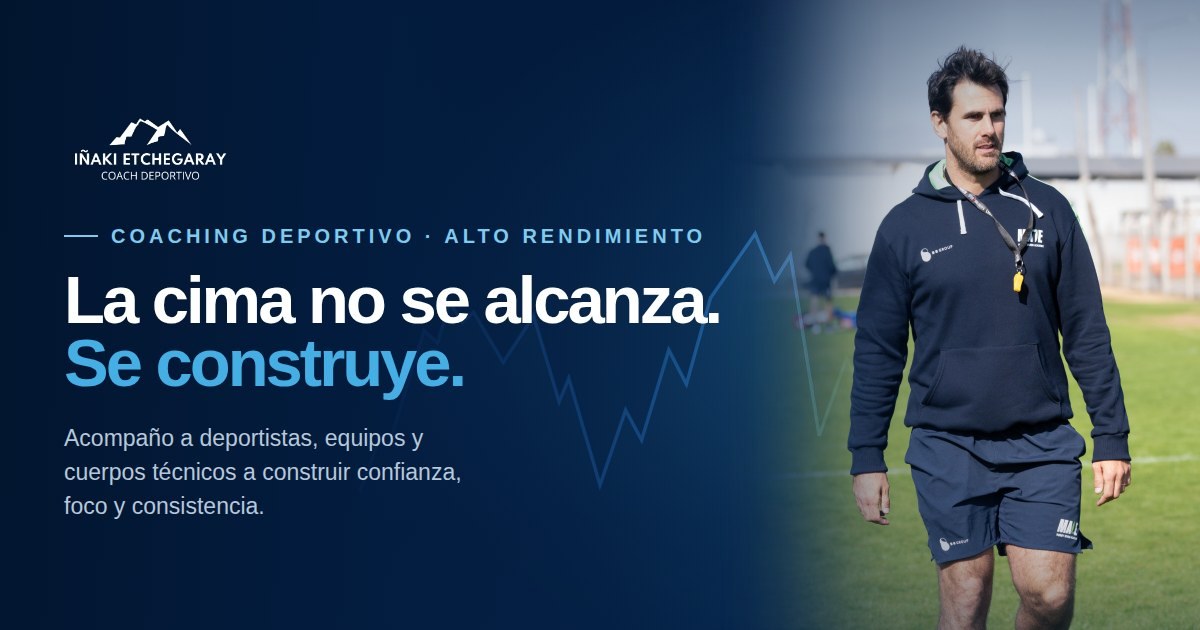 IÑAKI ETCHEGARAY
COACH DEPORTIVO
COACHING DEPORTIVO · ALTO RENDIMIENTO
La cima no se alcanza.
Se construye.
Acompaño a deportistas, equipos y
cuerpos técnicos a construir confianza,
foco y consistencia.